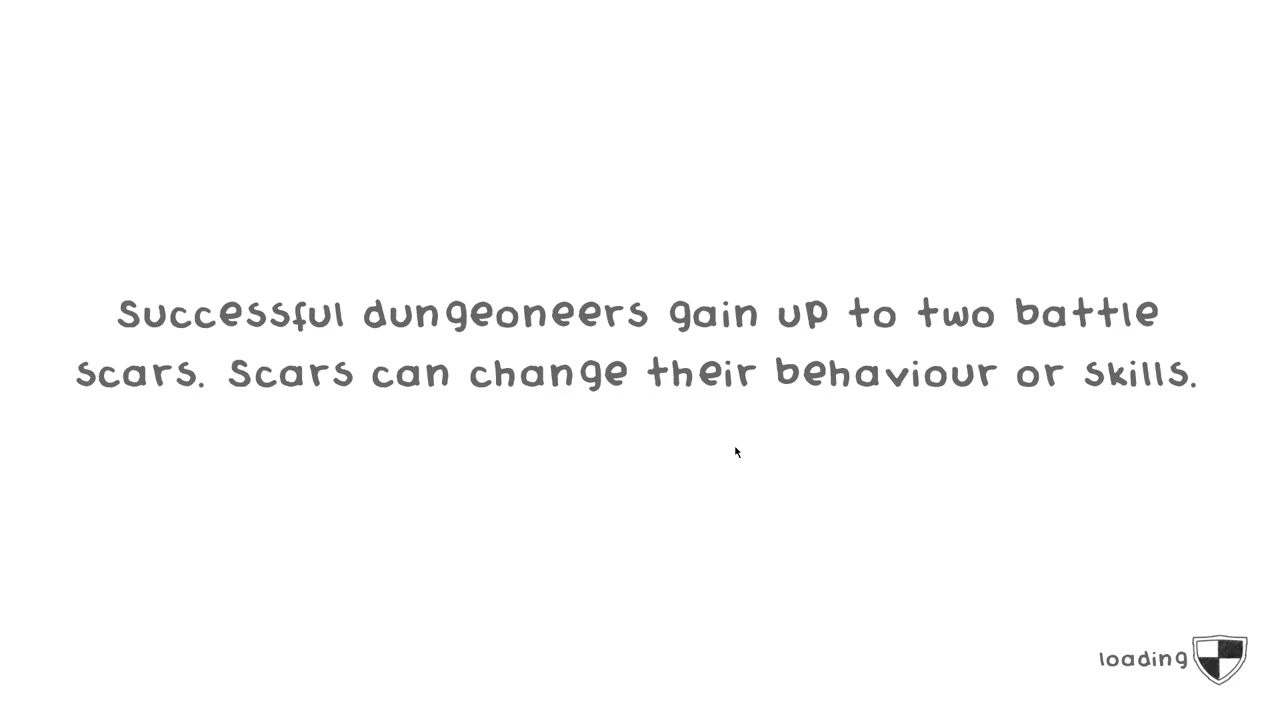 Successful dungeoneers gain up to two battle
scars. Scars can change their behaviour or skills.
loading